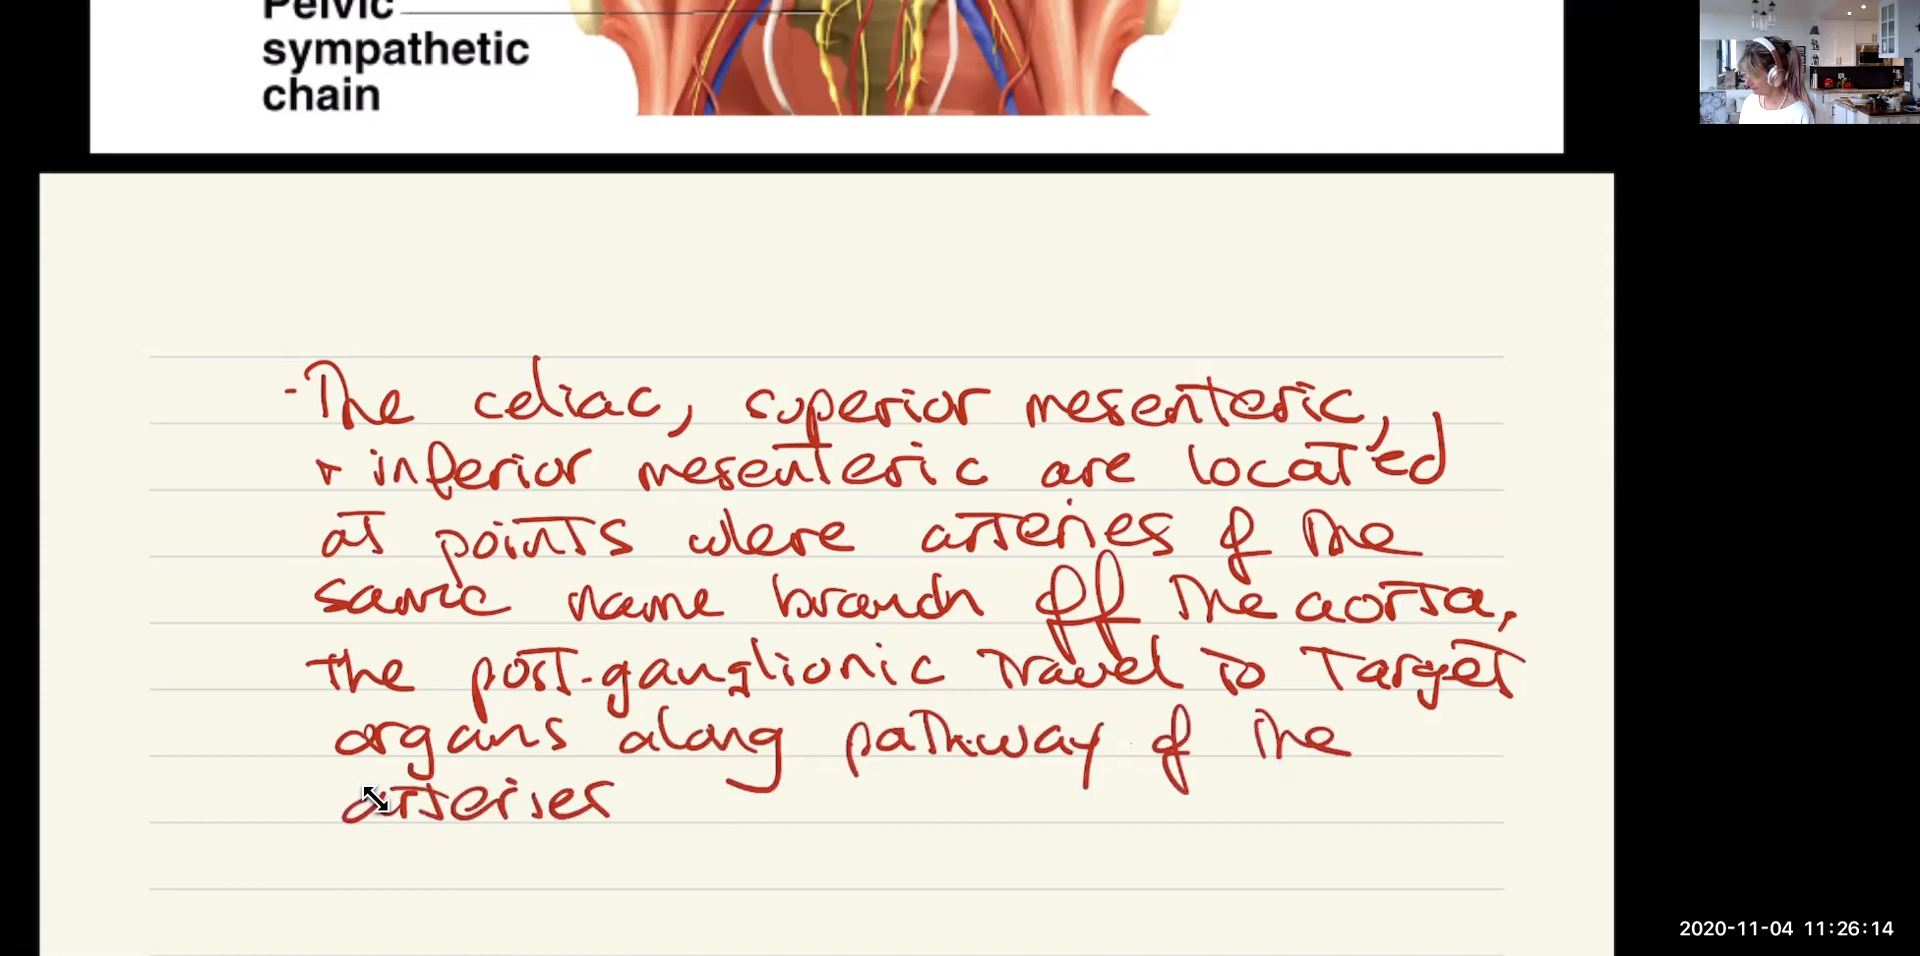 Pelvic
sympathetic
chain
- The celiac, superior mesenteric,
+ inferior mesenteric are located
at points where arteries of the
same name branch off the aorta,
the post-ganglionic travel to target
organs along pathway of the
arteries
2020-11-04 11:26:14